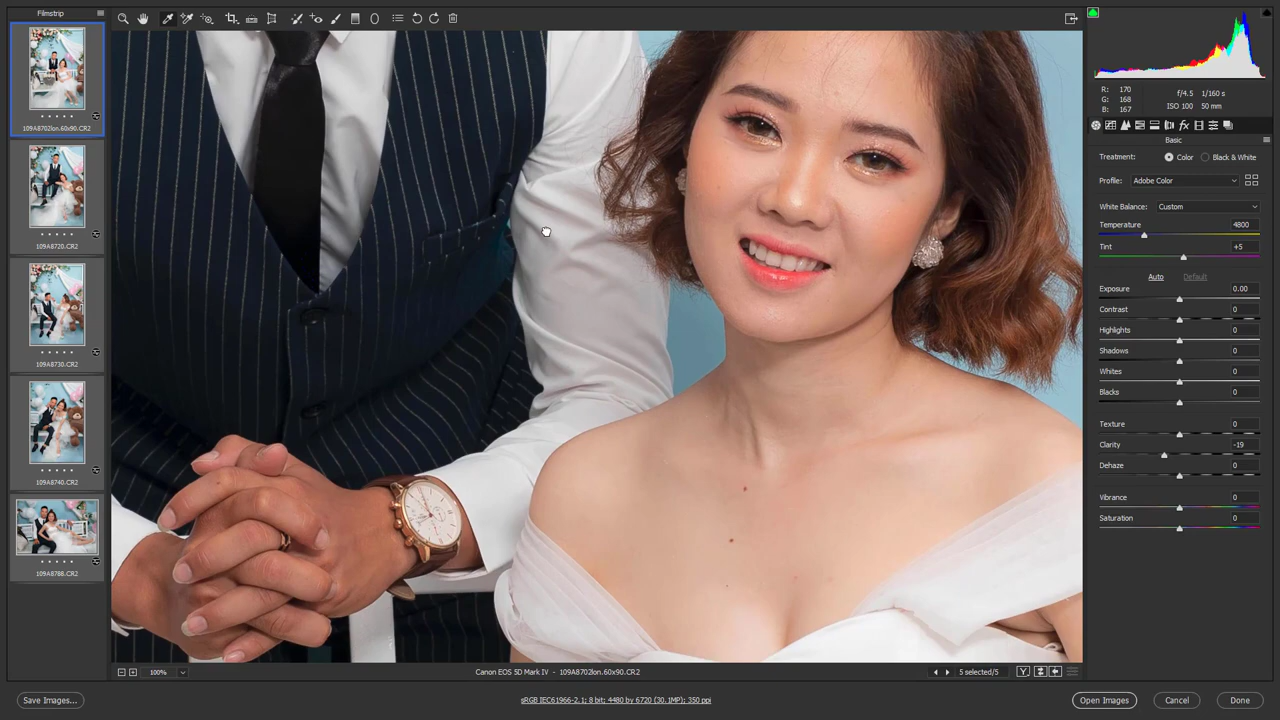 Filmstrip
109A8702lon.60x90.CR2
109A8720.CR2
109A8730.CR2
109A8740.CR2
109A8788.CR2
R: 170
G: 168
B: 167
f/4.5 1/160 s
ISO 100 50 mm
fx
Basic
Treatment: Color Black & White
Profile: Adobe Color
White Balance: Custom
Temperature 4800
Tint +5
Auto Default
Exposure 0.00
Contrast 0
Highlights 0
Shadows 0
Whites 0
Blacks 0
Texture 0
Clarity -19
Dehaze 0
Vibrance 0
Saturation 0
100%
Canon EOS 5D Mark IV - 109A8702lon.60x90.CR2
5 selected/5
Y
Save Images...
sRGB IEC61966-2.1; 8 bit; 4480 by 6720 (30.1MP); 350 ppi
Open Images
Cancel
Done